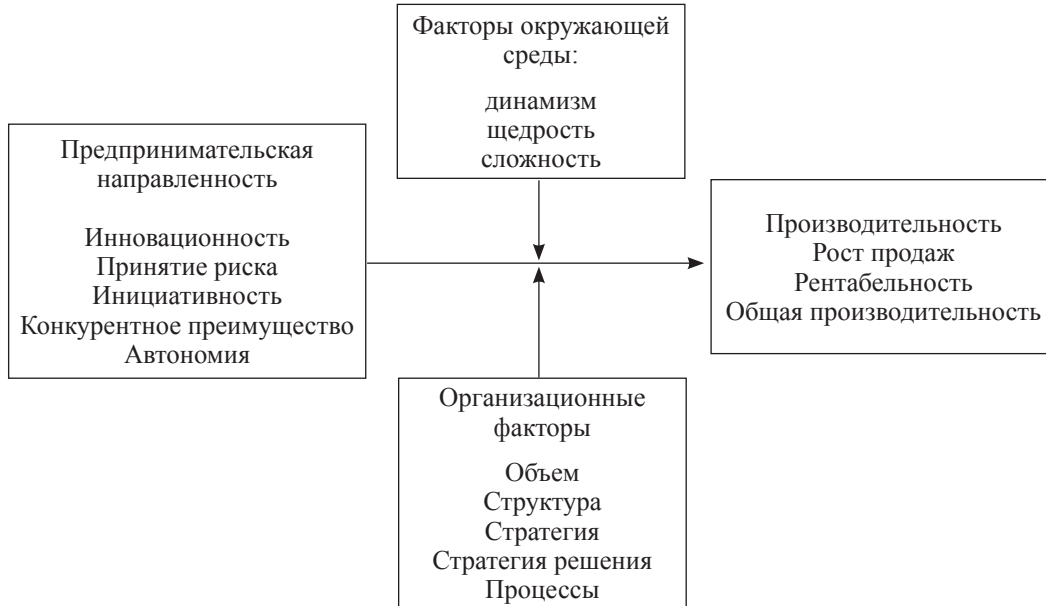 Факторы окружающей
среды:
динамизм
щедрость
сложность
Предпринимательская
направленность
Инновационность
Принятие риска
Инициативность
Конкурентное преимущество
Автономия
Производительность
Рост продаж
Рентабельность
Общая производительность
Организационные
факторы
Объем
Структура
Стратегия
Стратегия решения
Процессы